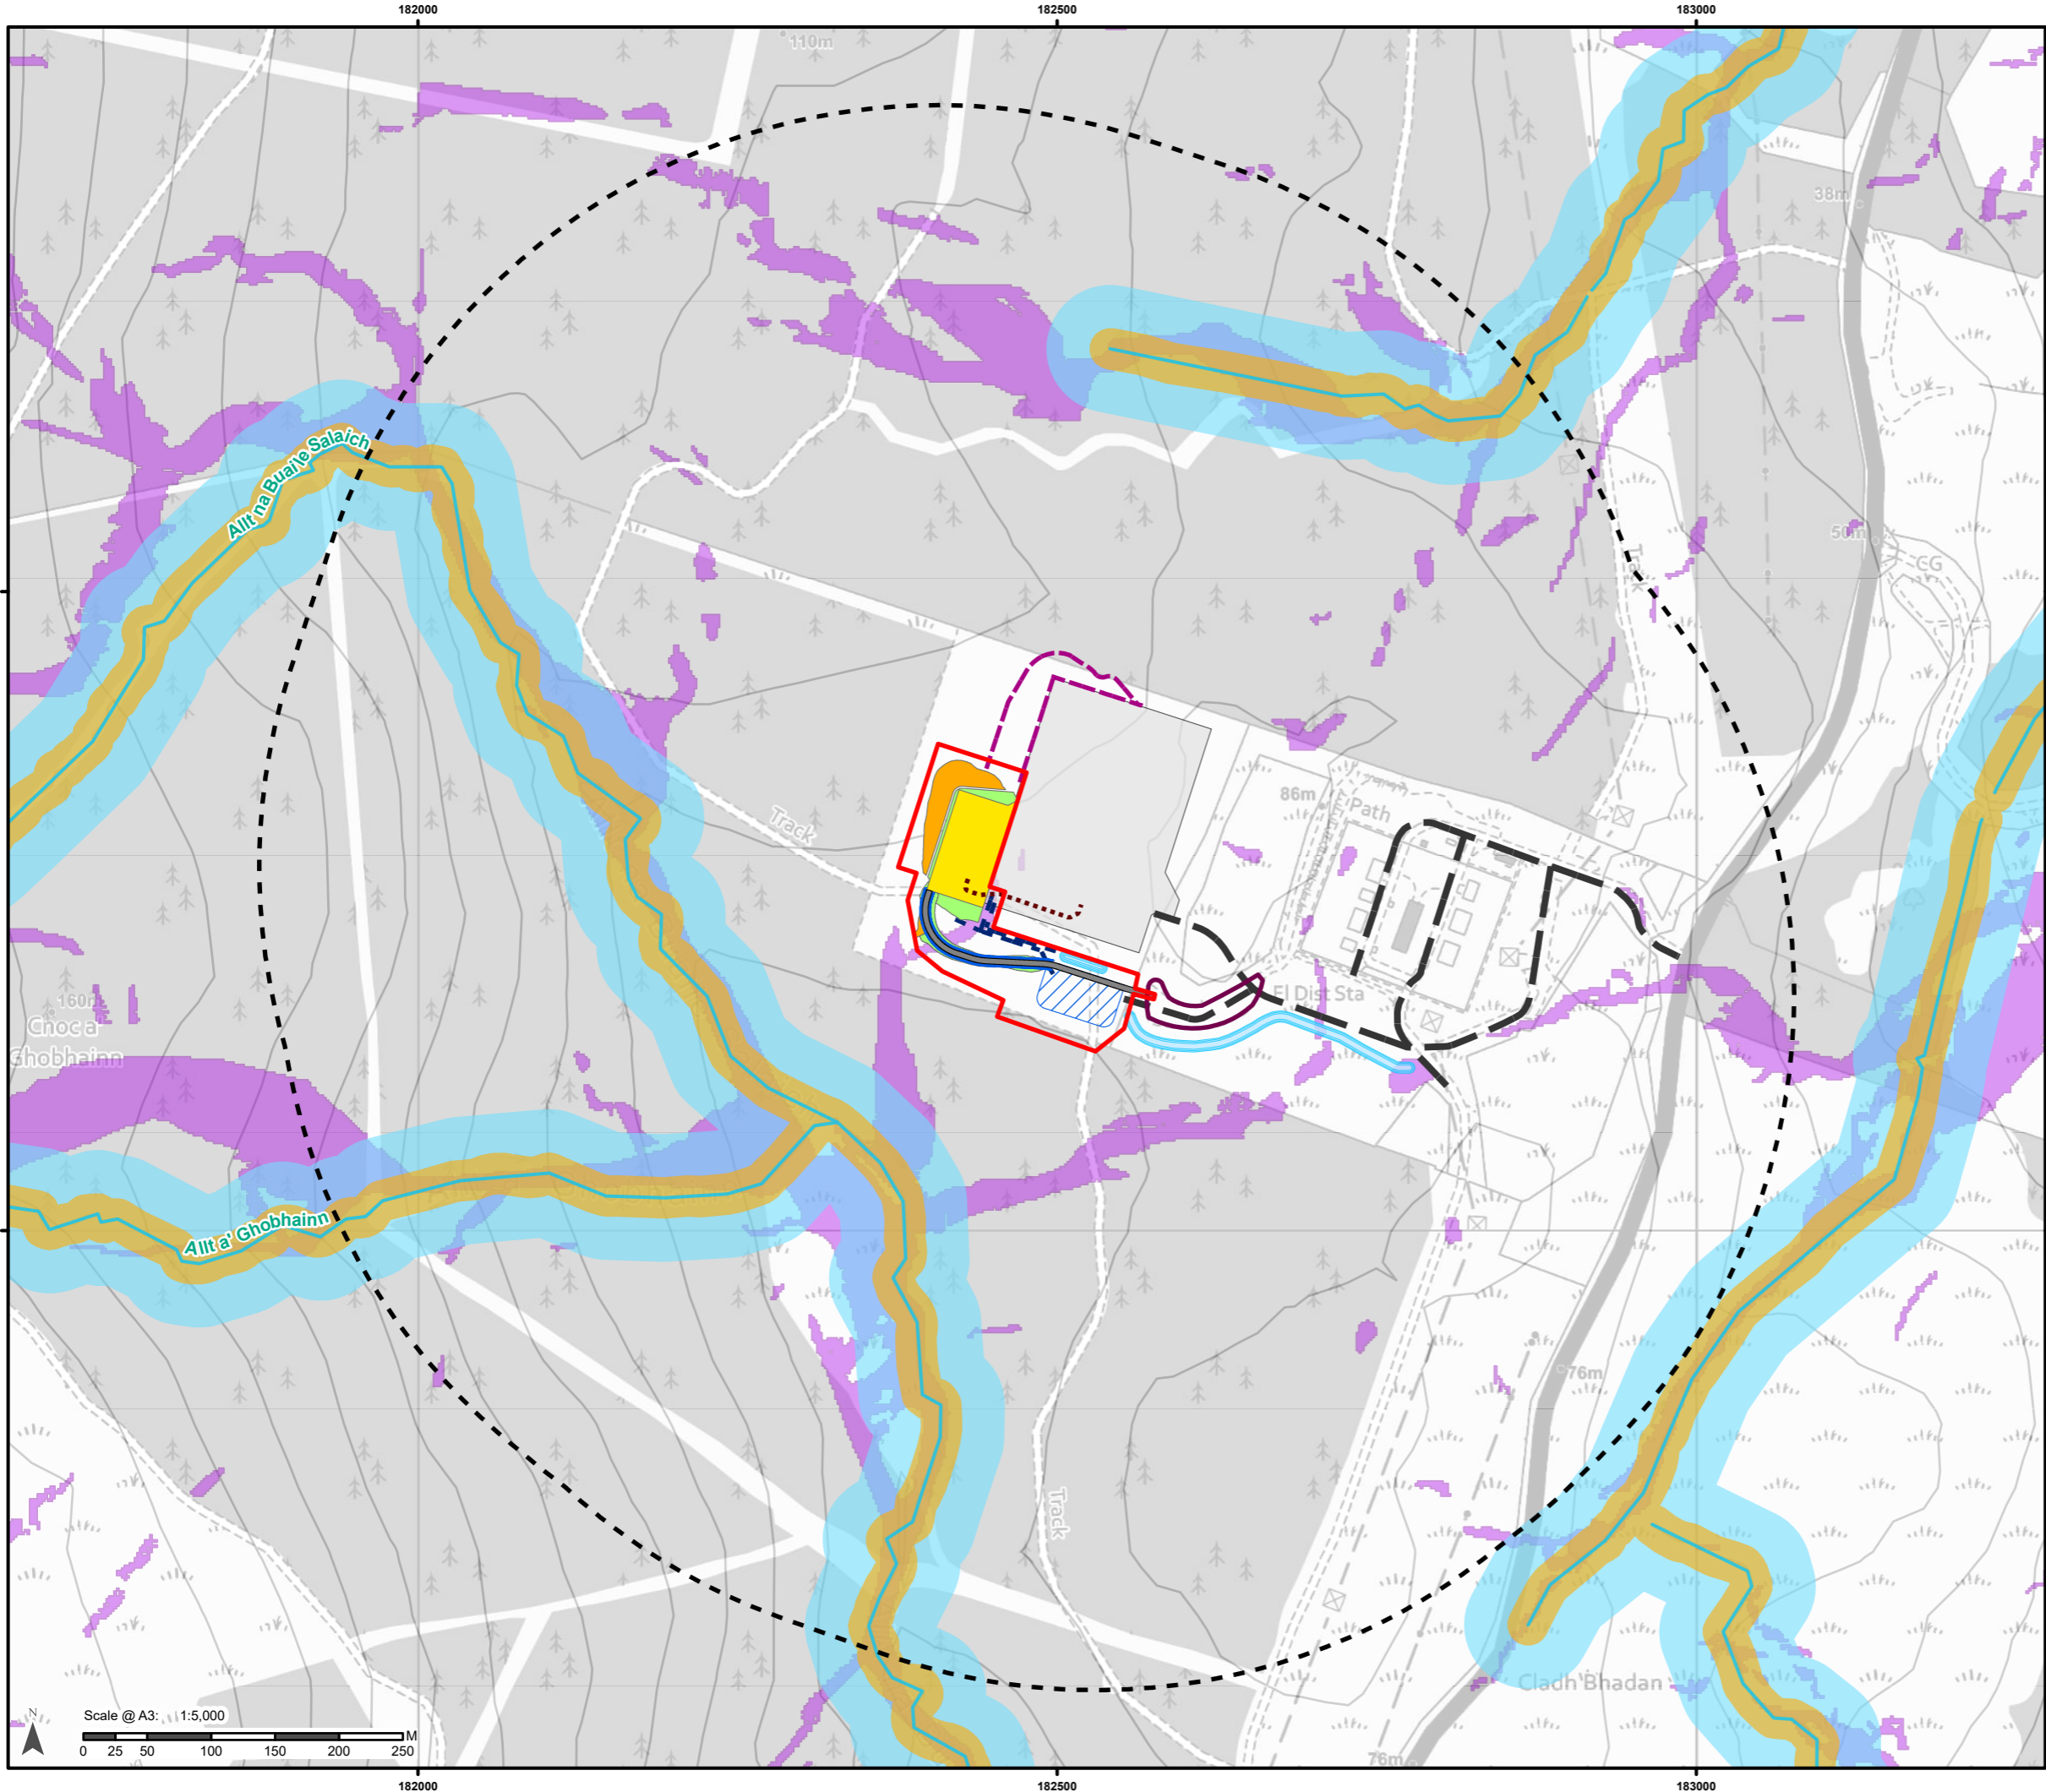 182000
182500
183000
110m
38m
50m
CG
Allt na Buaile Salaich
Track
Track
86m
Path
El Dist Sta
160m
Cnoc a'
Ghobhainn
Allt a' Ghobhainn
76m
Track
Cladh Bhadan
76m
N
Scale @ A3: 1:5,000
M
0 25 50 100 150 200 250
182000
182500
183000